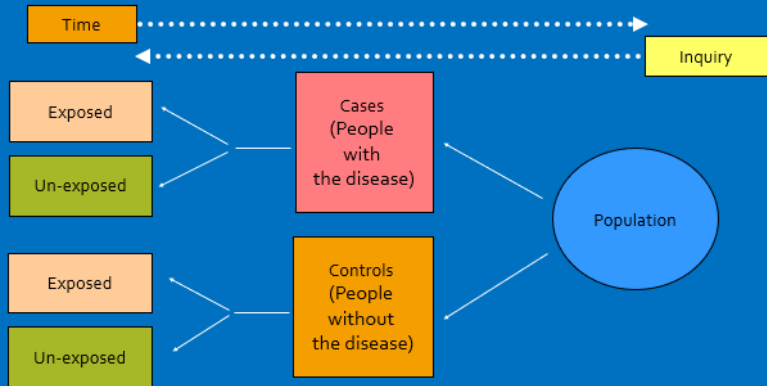 Time
Inquiry
Exposed
Cases
(People
with
the disease)
Un-exposed
Population
Exposed
Controls
(People
without
the disease)
Un-exposed